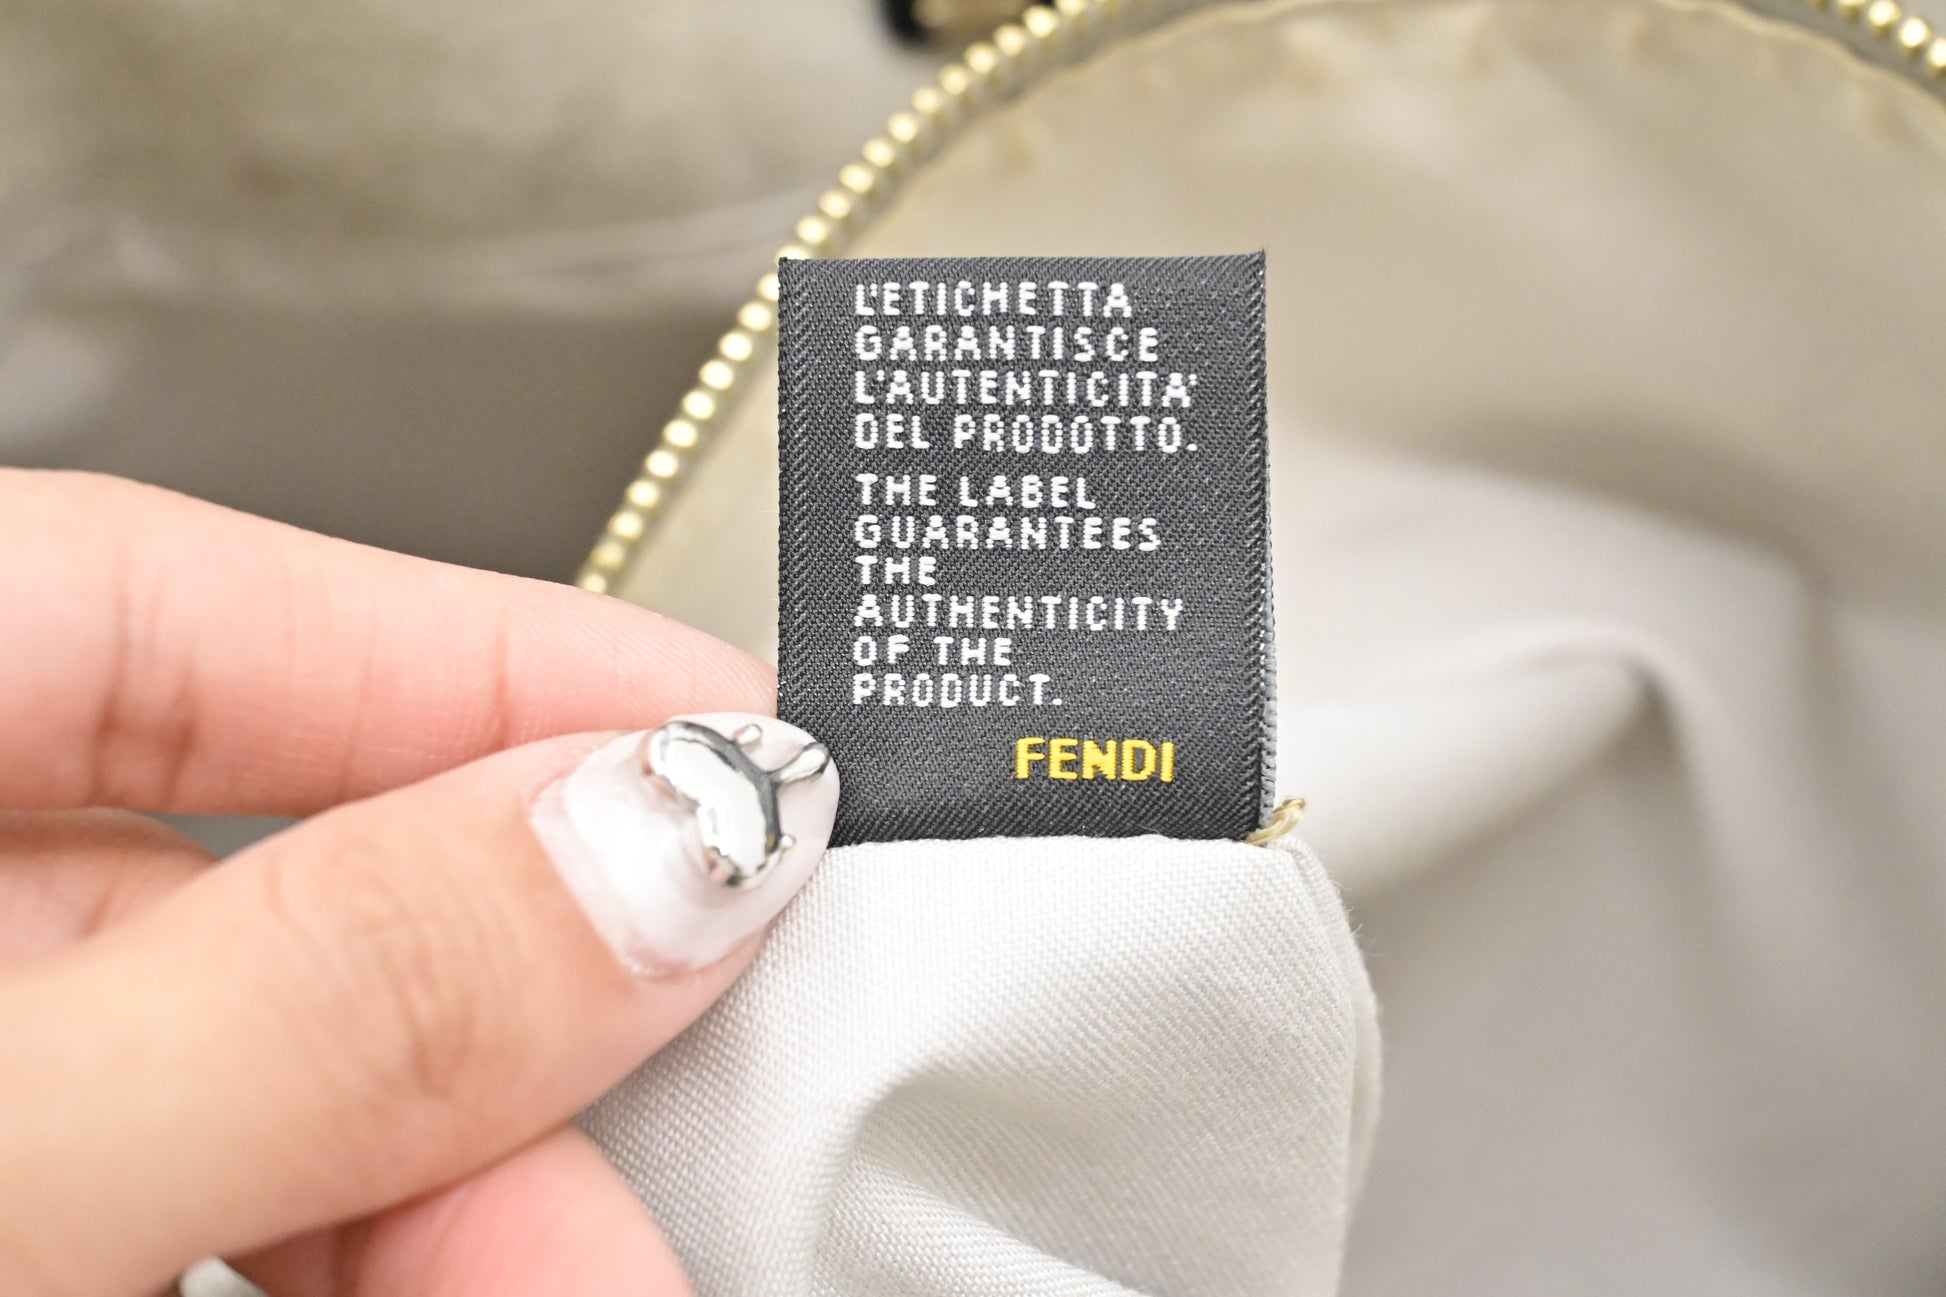 L'ETICHETTA
GARANTISCE
L'AUTENTICITA'
DEL PRODOTTO.
THE LABEL
GUARANTEES
THE
AUTHENTICITY
OF THE
PRODUCT.
FENDI